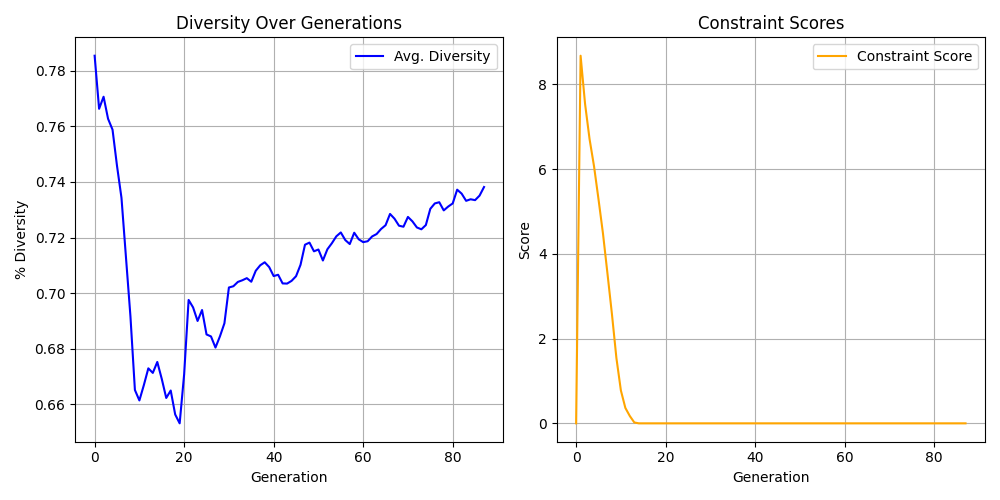 Diversity Over Generations
% Diversity
0.78
0.76
0.74
0.72
0.70
0.68
0.66
Avg. Diversity
0
20
40
60
80
Generation
Constraint Scores
Score
8
6
4
2
0
Constraint Score
0
20
40
60
80
Generation